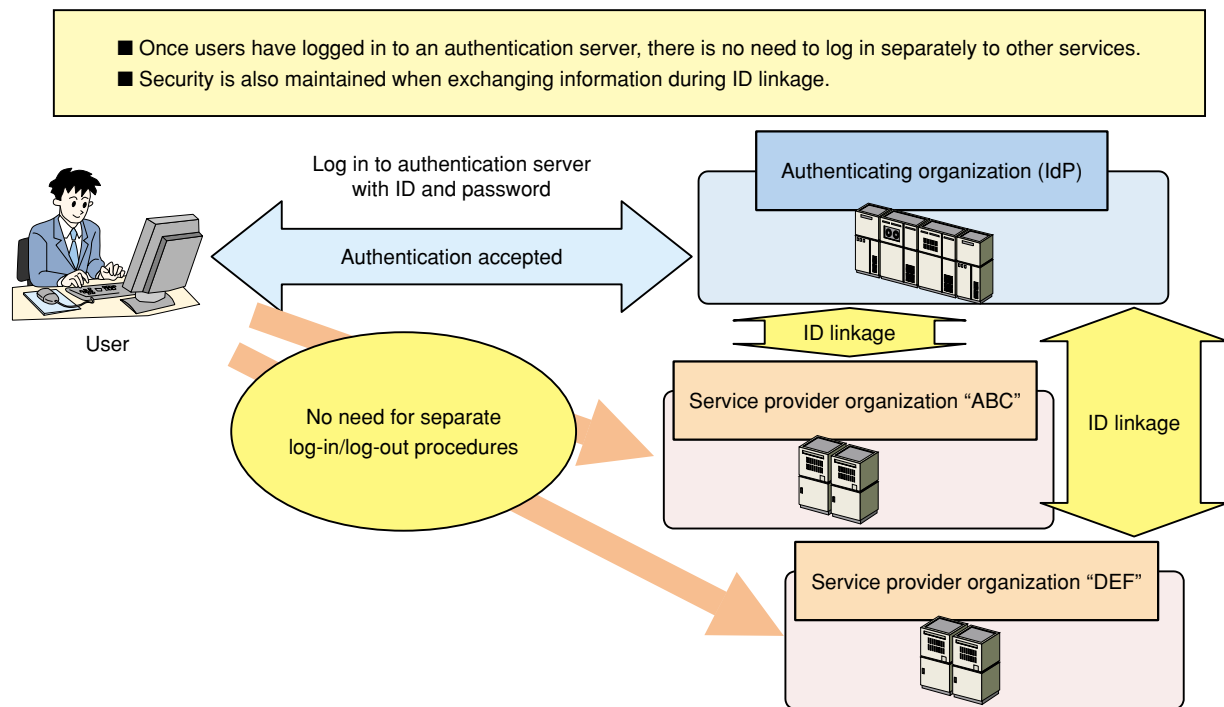 ■ Once users have logged in to an authentication server, there is no need to log in separately to other services.
■ Security is also maintained when exchanging information during ID linkage.
Log in to authentication server
with ID and password
Authentication accepted
Authenticating organization (IdP)
User
ID linkage
No need for separate
log-in/log-out procedures
Service provider organization “ABC”
ID linkage
Service provider organization “DEF”